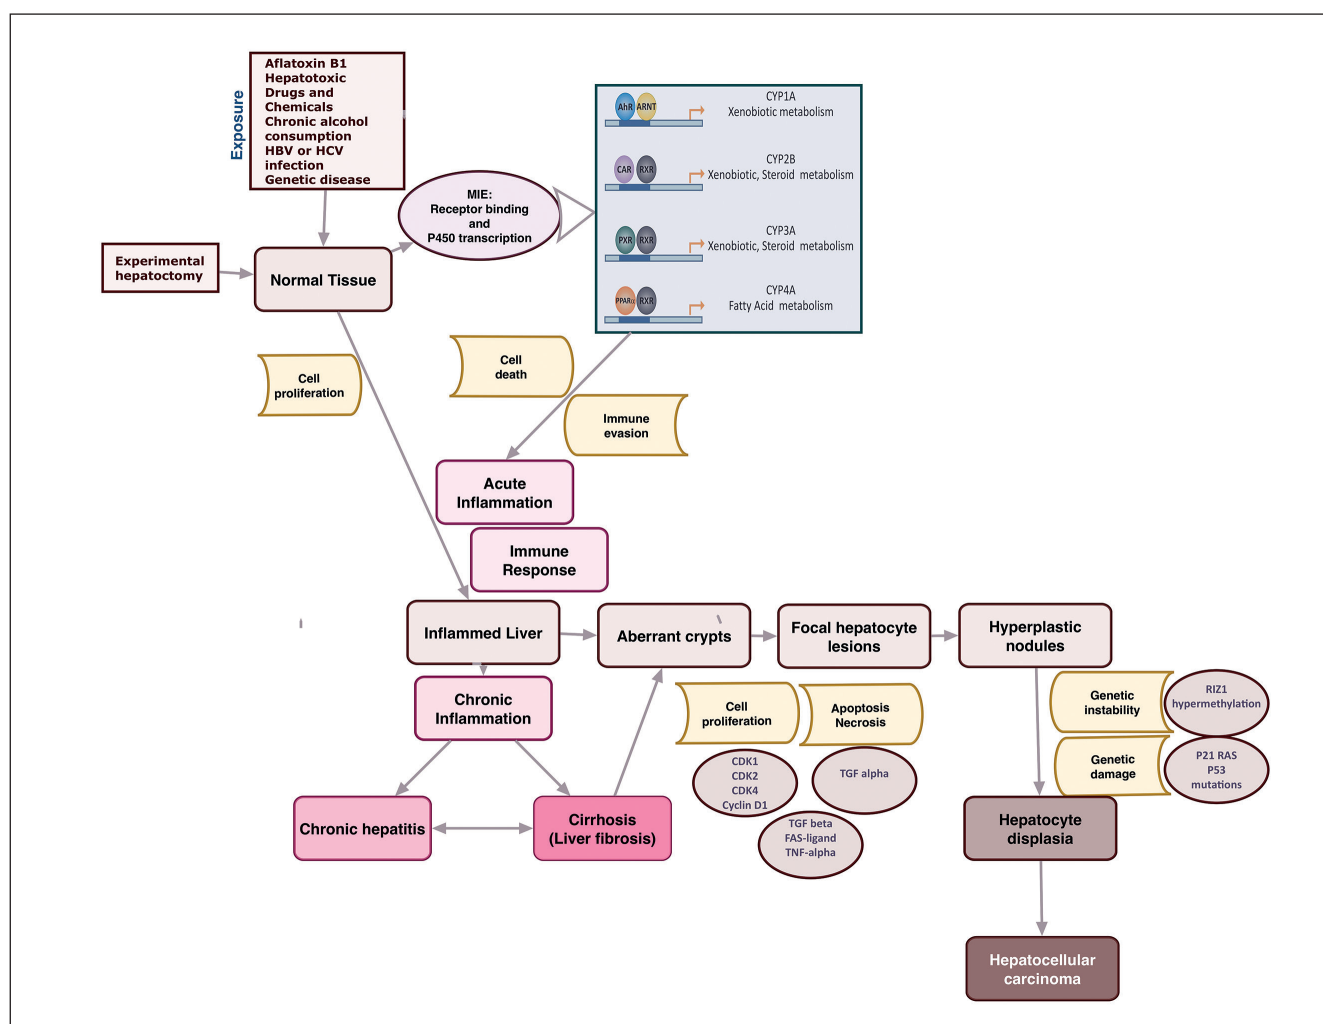 Exposure
Aflatoxin B1
Hepatotoxic
Drugs and
Chemicals
Chronic alcohol
consumption
HBV or HCV
infection
Genetic disease
Experimental
hepatoctomy
Normal Tissue
MIE:
Receptor binding
and
P450 transcription
AhR ARNT
CYP1A
Xenobiotic metabolism
CAR RXR
CYP2B
Xenobiotic, Steroid metabolism
PXR RXR
CYP3A
Xenobiotic, Steroid metabolism
PPARα RXR
CYP4A
Fatty Acid metabolism
Cell
proliferation
Cell
death
Immune
evasion
Acute
Inflammation
Immune
Response
Inflammed Liver
Aberrant crypts
Focal hepatocyte
lesions
Hyperplastic
nodules
Chronic
Inflammation
Chronic hepatitis
Cirrhosis
(Liver fibrosis)
Cell
proliferation
Apoptosis
Necrosis
CDK1
CDK2
CDK4
Cyclin D1
TGF alpha
TGF beta
FAS-ligand
TNF-alpha
Genetic
instability
RIZ1
hypermethylation
Genetic
damage
P21 RAS
P53
mutations
Hepatocyte
displasia
Hepatocellular
carcinoma